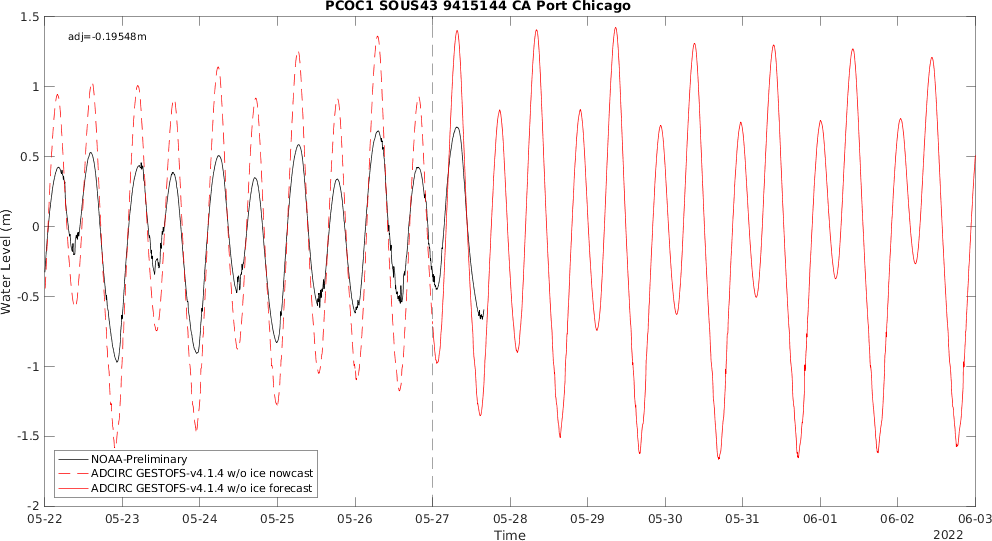 PCOC1 SOUS43 9415144 CA Port Chicago
adj=-0.19548m
1.5
1
0.5
0
-0.5
-1
-1.5
-2
Water Level (m)
NOAA-Preliminary
ADCIRC GESTOFS-v4.1.4 w/o ice nowcast
ADCIRC GESTOFS-v4.1.4 w/o ice forecast
05-22 05-23 05-24 05-25 05-26 05-27 05-28 05-29 05-30 05-31 06-01 06-02 06-03
Time
2022